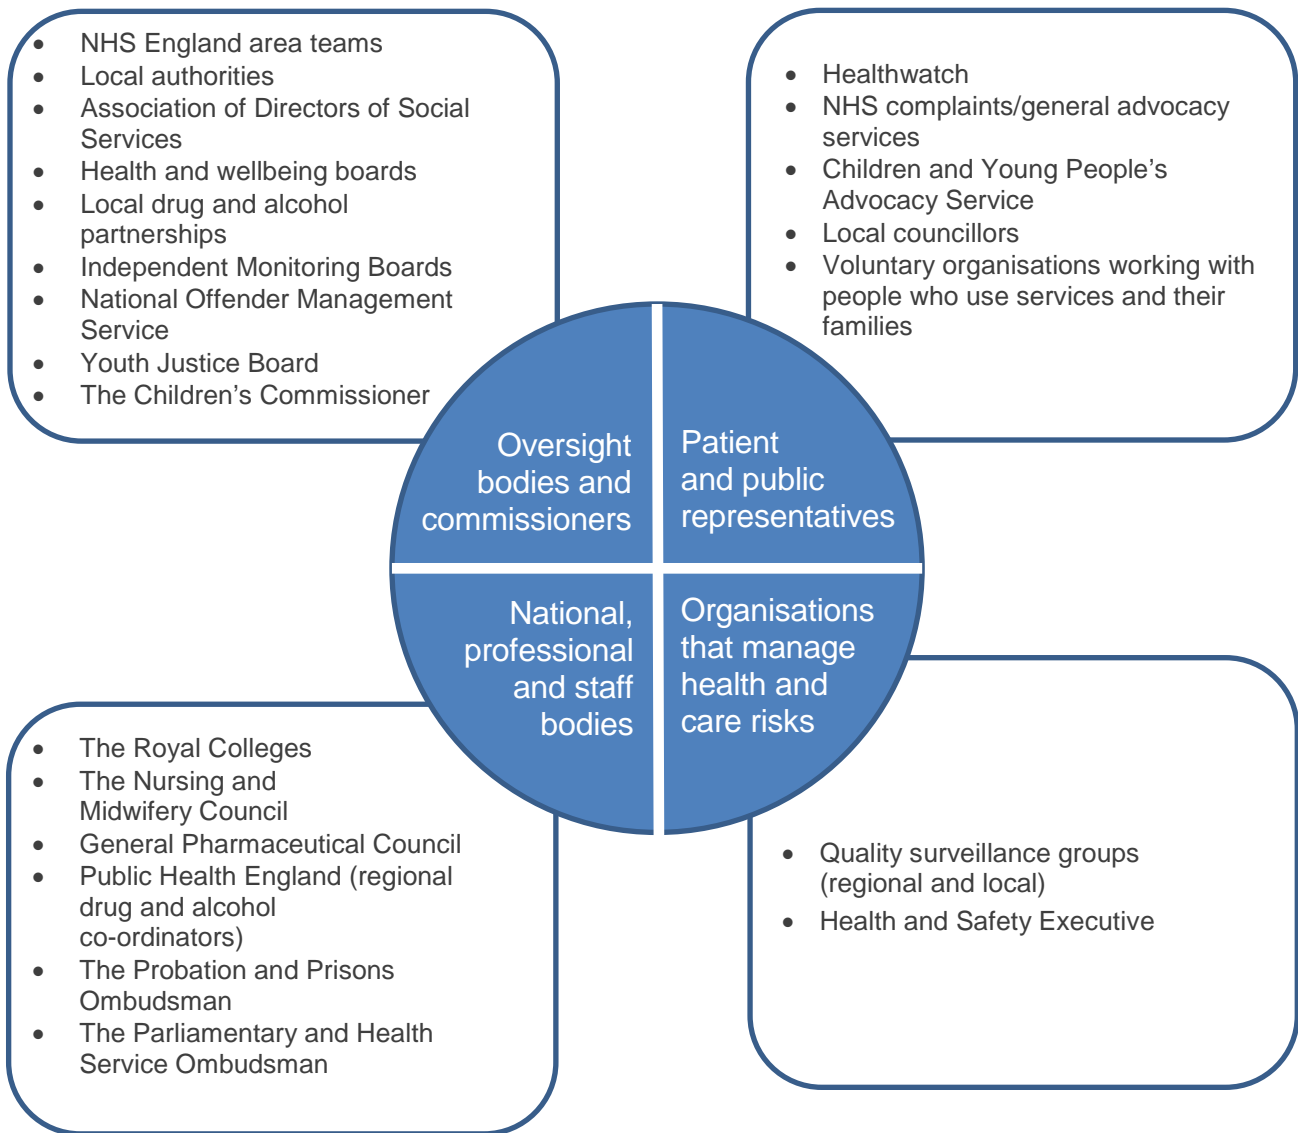 • NHS England area teams
• Local authorities
• Association of Directors of Social
Services
• Health and wellbeing boards
• Local drug and alcohol
partnerships
• Independent Monitoring Boards
• National Offender Management
Service
• Youth Justice Board
• The Children’s Commissioner
• Healthwatch
• NHS complaints/general advocacy
services
• Children and Young People’s
Advocacy Service
• Local councillors
• Voluntary organisations working with
people who use services and their
families
Oversight
bodies and
commissioners
Patient
and public
representatives
National,
professional
and staff
bodies
Organisations
that manage
health and
care risks
• The Royal Colleges
• The Nursing and
Midwifery Council
• General Pharmaceutical Council
• Public Health England (regional
drug and alcohol
co-ordinators)
• The Probation and Prisons
Ombudsman
• The Parliamentary and Health
Service Ombudsman
• Quality surveillance groups
(regional and local)
• Health and Safety Executive